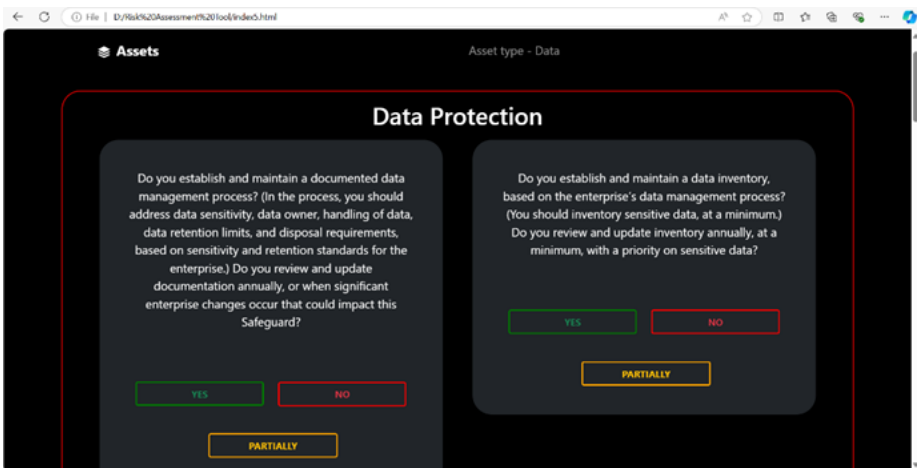 File | D:/Risk%20Assessment%20Tool/index5.html
Assets
Asset type - Data
Data Protection
Do you establish and maintain a documented data
management process? (In the process, you should
address data sensitivity, data owner, handling of data,
data retention limits, and disposal requirements,
based on sensitivity and retention standards for the
enterprise.) Do you review and update
documentation annually, or when significant
enterprise changes occur that could impact this
Safeguard?
YES
NO
PARTIALLY
Do you establish and maintain a data inventory,
based on the enterprise's data management process?
(You should inventory sensitive data, at a minimum.)
Do you review and update inventory annually, at a
minimum, with a priority on sensitive data?
YES
NO
PARTIALLY